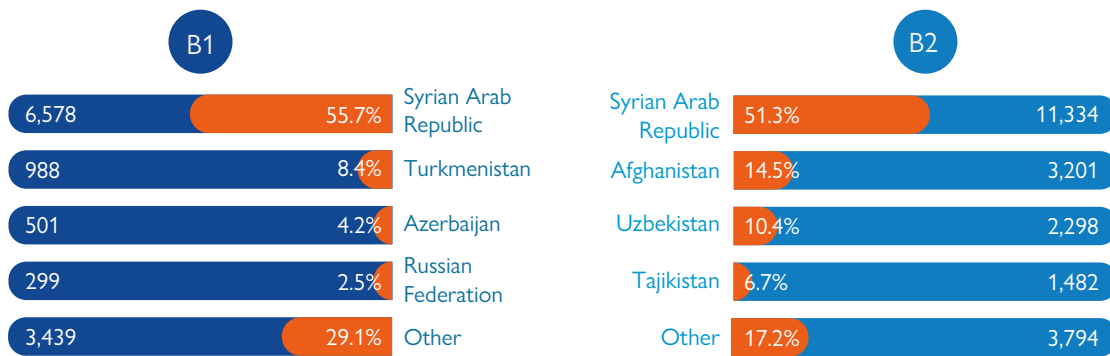 B1
6,578 55.7% Syrian Arab
Republic
988 8.4% Turkmenistan
501 4.2% Azerbaijan
299 2.5% Russian
Federation
3,439 29.1% Other
B2
Syrian Arab
Republic 51.3% 11,334
Afghanistan 14.5% 3,201
Uzbekistan 10.4% 2,298
Tajikistan 6.7% 1,482
Other 17.2% 3,794